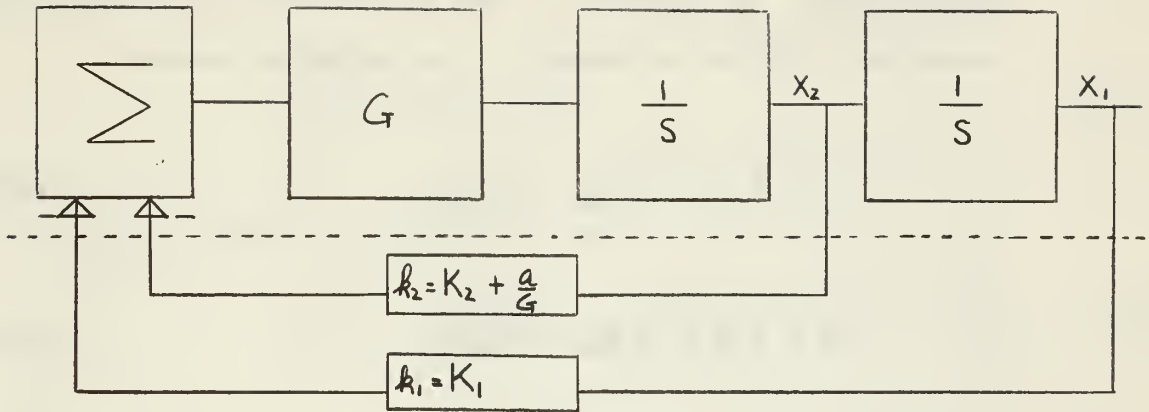 Σ
G
1/S
X₂
1/S
X₁
k₂ = K₂ + a/G
k₁ = K₁